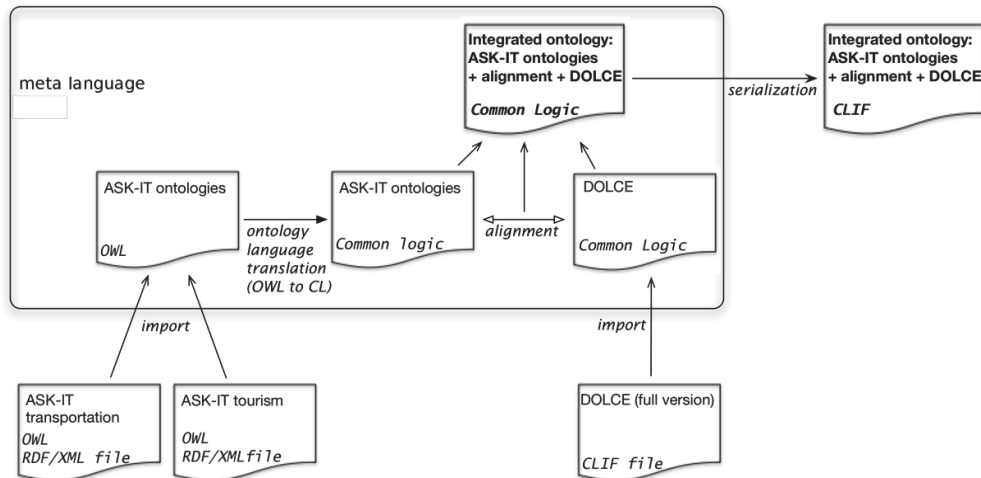 Integrated ontology:
ASK-IT ontologies
+ alignment + DOLCE
Common Logic
serialization
Integrated ontology:
ASK-IT ontologies
+ alignment + DOLCE
CLIF
meta language
ASK-IT ontologies
OWL
ontology
language
translation
(OWL to CL)
ASK-IT ontologies
Common logic
alignment
DOLCE
Common Logic
import
import
ASK-IT
transportation
OWL
RDF/XML file
ASK-IT tourism
OWL
RDF/XMLfile
DOLCE (full version)
CLIF file